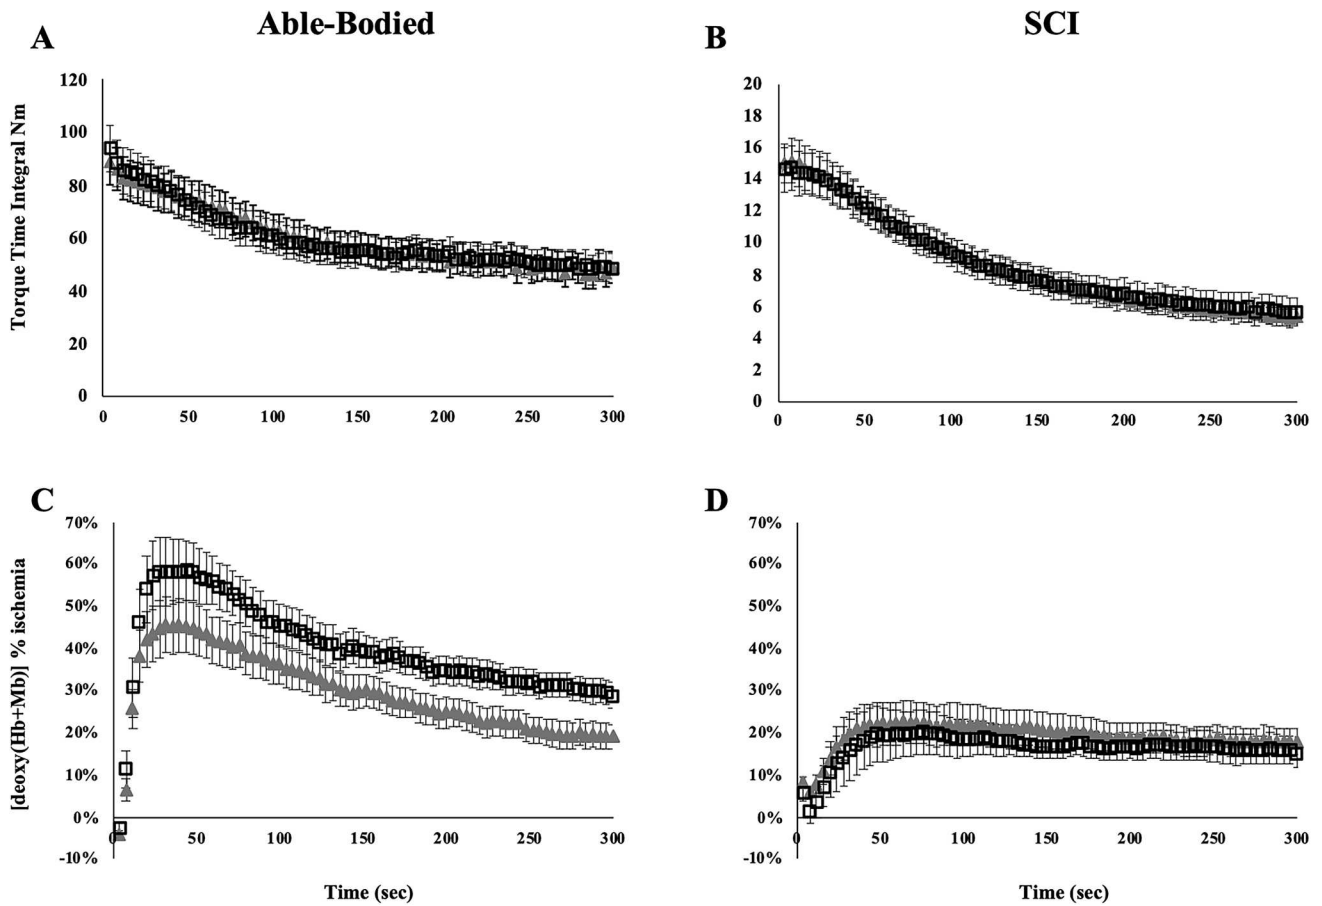 Able-Bodied
SCI
A
B
Torque Time Integral Nm
120
100
80
60
40
20
0
0 50 100 150 200 250 300
20
18
16
14
12
10
8
6
4
2
0
0 50 100 150 200 250 300
C
D
[deoxy(Hb+Mb)] % ischemia
70%
60%
50%
40%
30%
20%
10%
0%
-10%
0 50 100 150 200 250 300
Time (sec)
70%
60%
50%
40%
30%
20%
10%
0%
-10%
0 50 100 150 200 250 300
Time (sec)